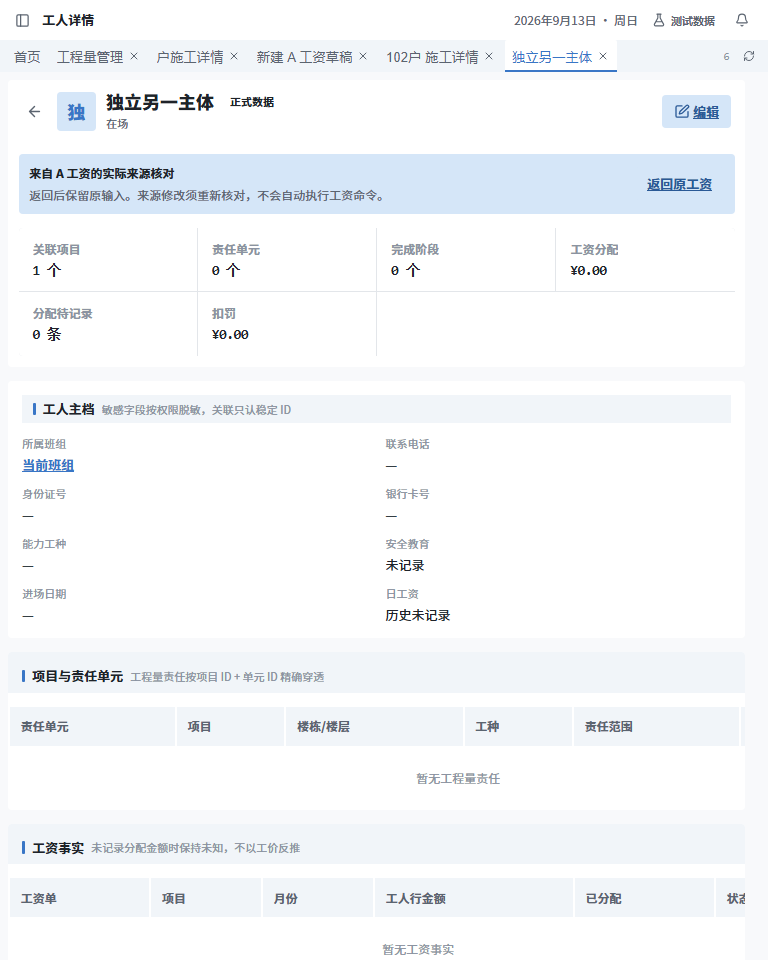 工人详情
2026年9月13日 • 周日 测试数据
首页 工程量管理 户施工详情 新建 A 工资草稿 102户 施工详情 独立另一主体 6
独 独立另一主体 正式数据
在场
编辑
来自 A 工资的实际来源核对
返回后保留原输入。来源修改须重新核对，不会自动执行工资命令。
返回原工资
关联项目 责任单元 完成阶段 工资分配
1 个 0 个 0 个 ¥0.00
分配待记录 扣罚
0 条 ¥0.00
工人主档 敏感字段按权限脱敏，关联只认稳定 ID
所属班组 联系电话
当前班组 —
身份证号 银行卡号
— —
能力工种 安全教育
— 未记录
进场日期 日工资
— 历史未记录
项目与责任单元 工程量责任按项目 ID + 单元 ID 精确穿透
责任单元 项目 楼栋/楼层 工种 责任范围
暂无工程量责任
工资事实 未记录分配金额时保持未知，不以工价反推
工资单 项目 月份 工人行金额 已分配 状态
暂无工资事实